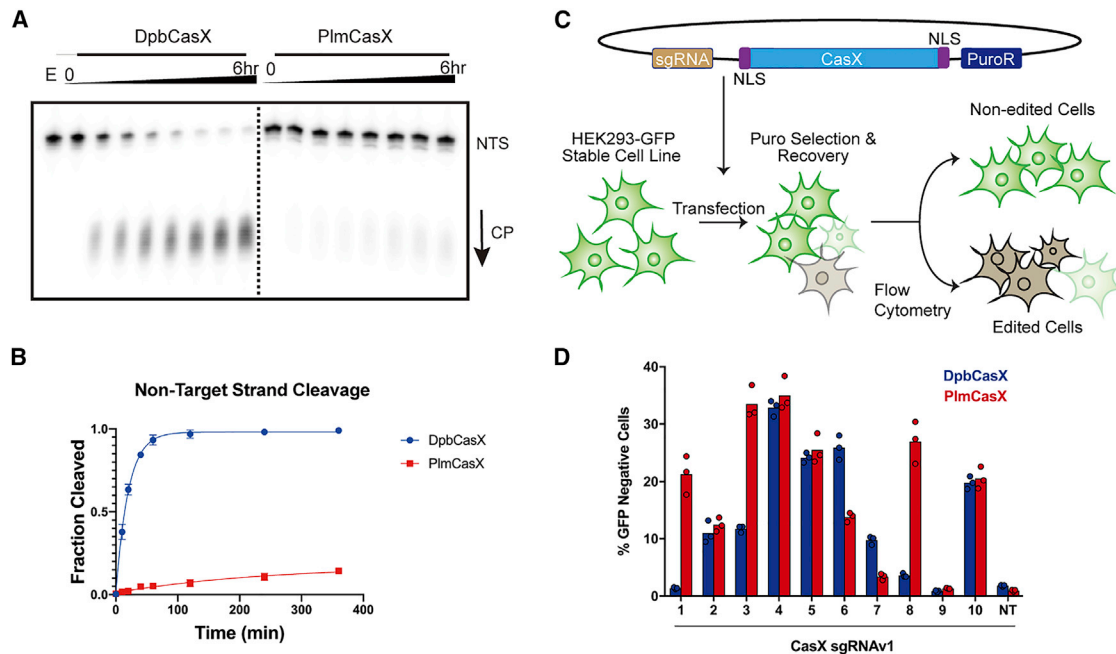 A
DpbCasX PlmCasX
E 0 6hr 0 6hr
NTS
CP
B
Non-Target Strand Cleavage
Fraction Cleaved
1.0
0.5
0.0
0 100 200 300 400
Time (min)
DpbCasX
PlmCasX
C
sgRNA NLS CasX NLS PuroR
HEK293-GFP
Stable Cell Line
Transfection
Puro Selection &
Recovery
Flow
Cytometry
Non-edited Cells
Edited Cells
D
DpbCasX
PlmCasX
% GFP Negative Cells
40
30
20
10
0
1 2 3 4 5 6 7 8 9 10 NT
CasX sgRNAv1